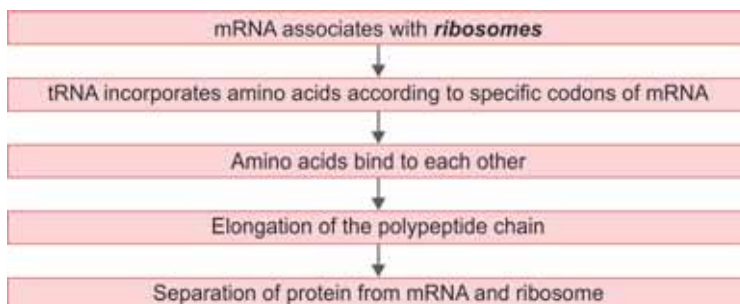 mRNA associates with ribosomes
tRNA incorporates amino acids according to specific codons of mRNA
Amino acids bind to each other
Elongation of the polypeptide chain
Separation of protein from mRNA and ribosome